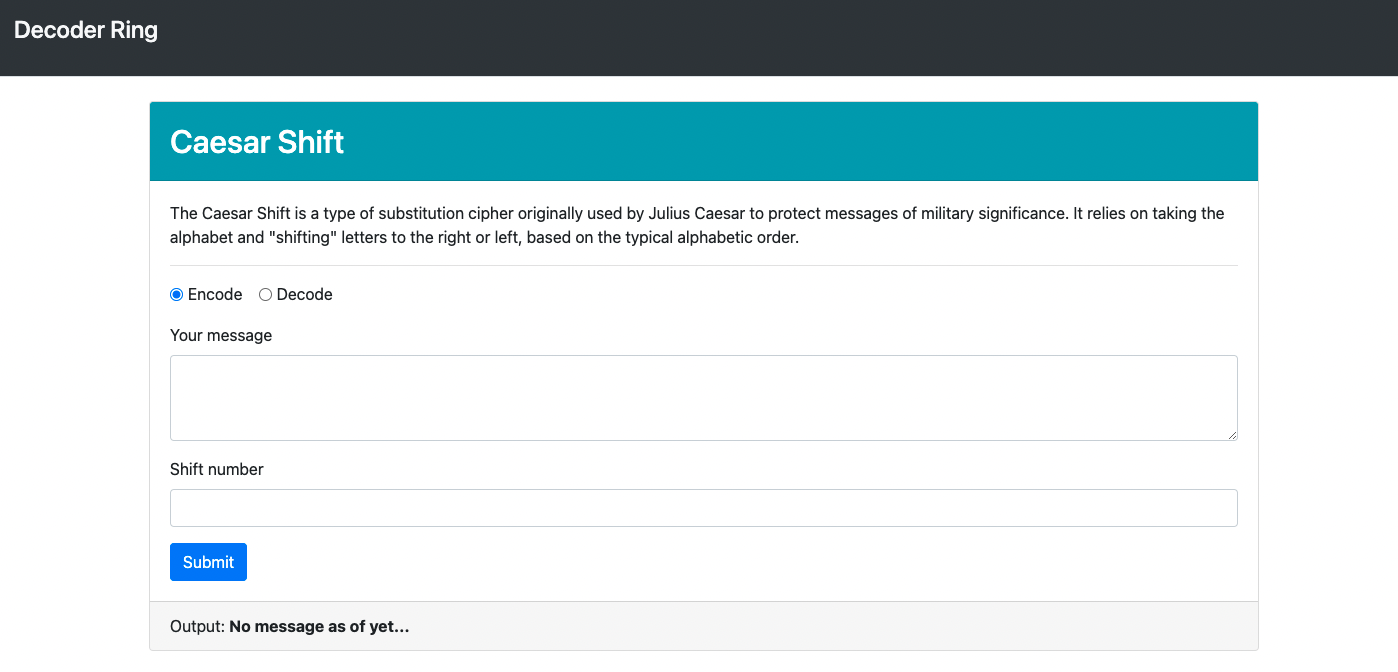 Decoder Ring
Caesar Shift
The Caesar Shift is a type of substitution cipher originally used by Julius Caesar to protect messages of military significance. It relies on taking the
alphabet and "shifting" letters to the right or left, based on the typical alphabetic order.
Encode Decode
Your message
Shift number
Submit
Output: No message as of yet...